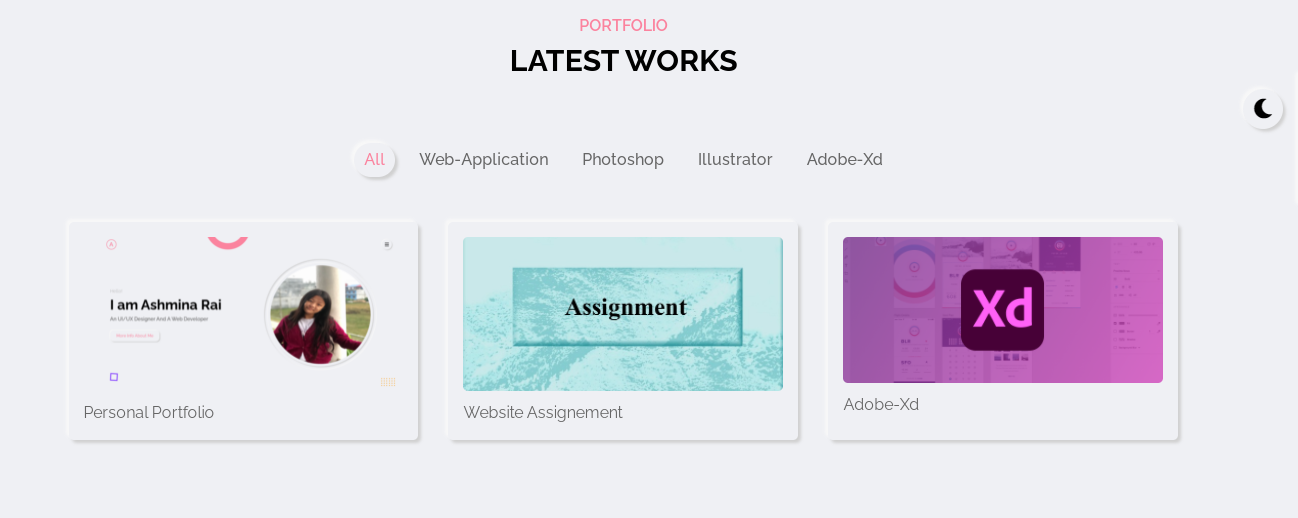 PORTFOLIO
LATEST WORKS
All
Web-Application
Photoshop
Illustrator
Adobe-Xd
A
I am Ashmina Rai
An UI/UX Designer And A Web Developer
Assignment
Xd
Personal Portfolio
Website Assignement
Adobe-Xd